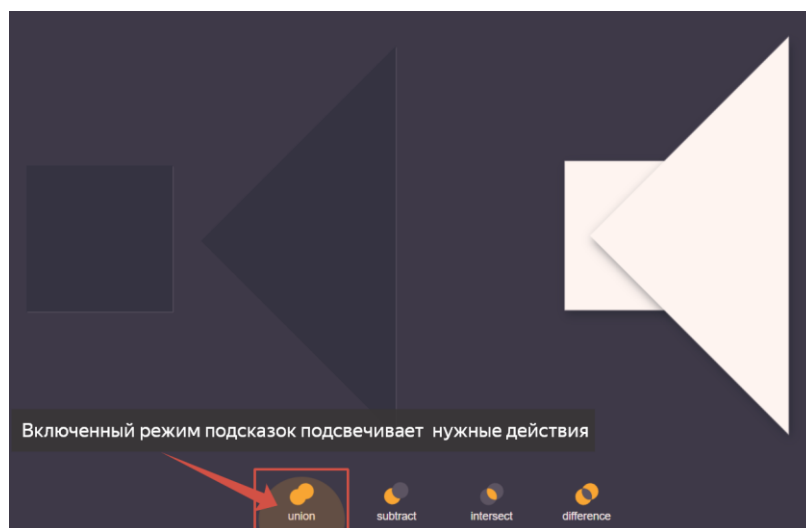 Включенный режим подсказок подсвечивает нужные действия
union
subtract
intersect
difference